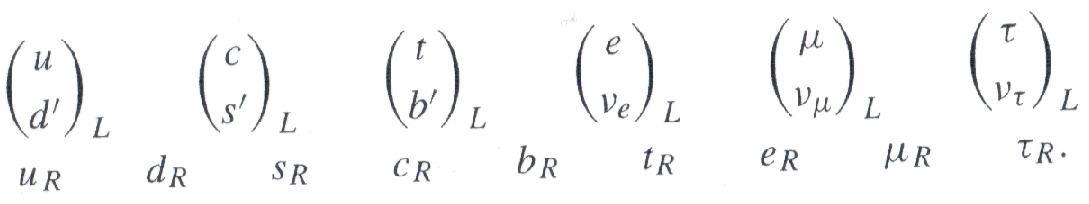 (u d′)_L (c s′)_L (t b′)_L (e ν_e)_L (μ ν_μ)_L (τ ν_τ)_L
u_R d_R s_R c_R b_R t_R e_R μ_R τ_R.